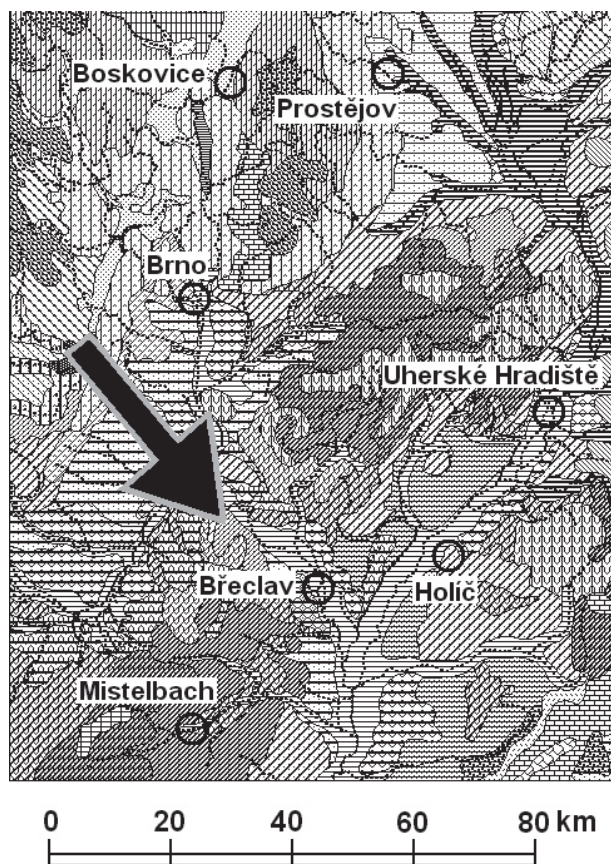 Boskovice
Prostějov
Brno
Uherské Hradiště
Břeclav
Holíč
Mistelbach
0 20 40 60 80 km